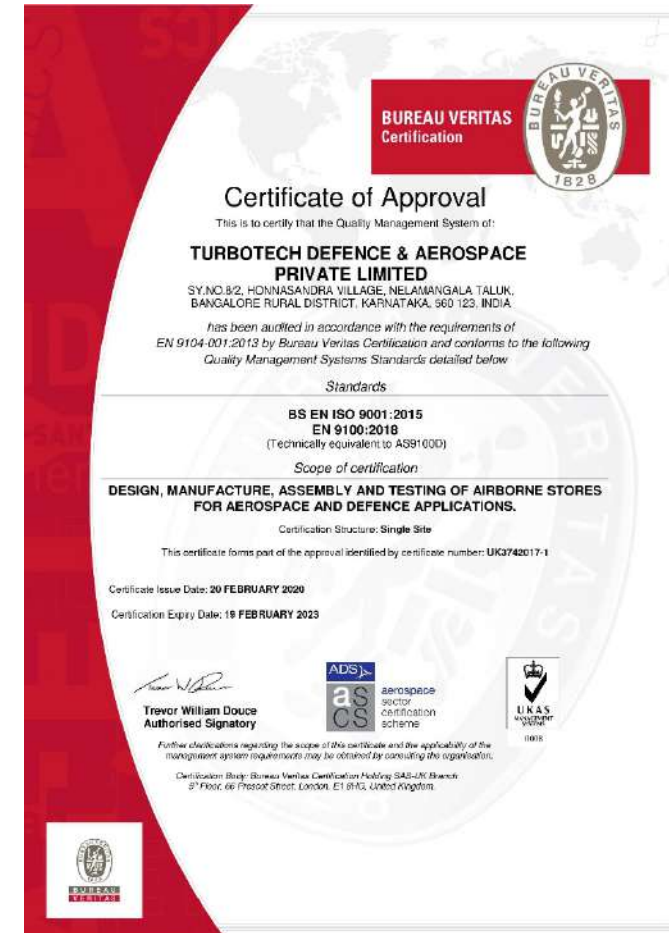 BUREAU VERITAS
Certification
BUREAU VERITAS
1828
Certificate of Approval
This is to certify that the Quality Management System of:
TURBOTECH DEFENCE & AEROSPACE
PRIVATE LIMITED
SY.NO.8/2, HONNASANDRA VILLAGE, NELAMANGALA TALUK,
BANGALORE RURAL DISTRICT, KARNATAKA, 560 123, INDIA
has been audited in accordance with the requirements of
EN 9104-001:2013 by Bureau Veritas Certification and conforms to the following
Quality Management Systems Standards detailed below
Standards
BS EN ISO 9001:2015
EN 9100:2018
(Technically equivalent to AS9100D)
Scope of certification
DESIGN, MANUFACTURE, ASSEMBLY AND TESTING OF AIRBORNE STORES
FOR AEROSPACE AND DEFENCE APPLICATIONS.
Certification Structure: Single Site
This certificate forms part of the approval identified by certificate number: UK3742017-1
Certificate Issue Date: 20 FEBRUARY 2020
Certification Expiry Date: 19 FEBRUARY 2023
Trevor William Douce
Authorised Signatory
ADS
asCS
aerospace
sector
certification
scheme
UKAS
MANAGEMENT
SYSTEMS
0008
Further clarifications regarding the scope of this certificate and the applicability of the
management system requirements may be obtained by consulting the organisation.
Certification Body: Bureau Veritas Certification Holding SAS-UK Branch
5th Floor, 66 Prescot Street, London, E1 8HG, United Kingdom.
BUREAU
VERITAS